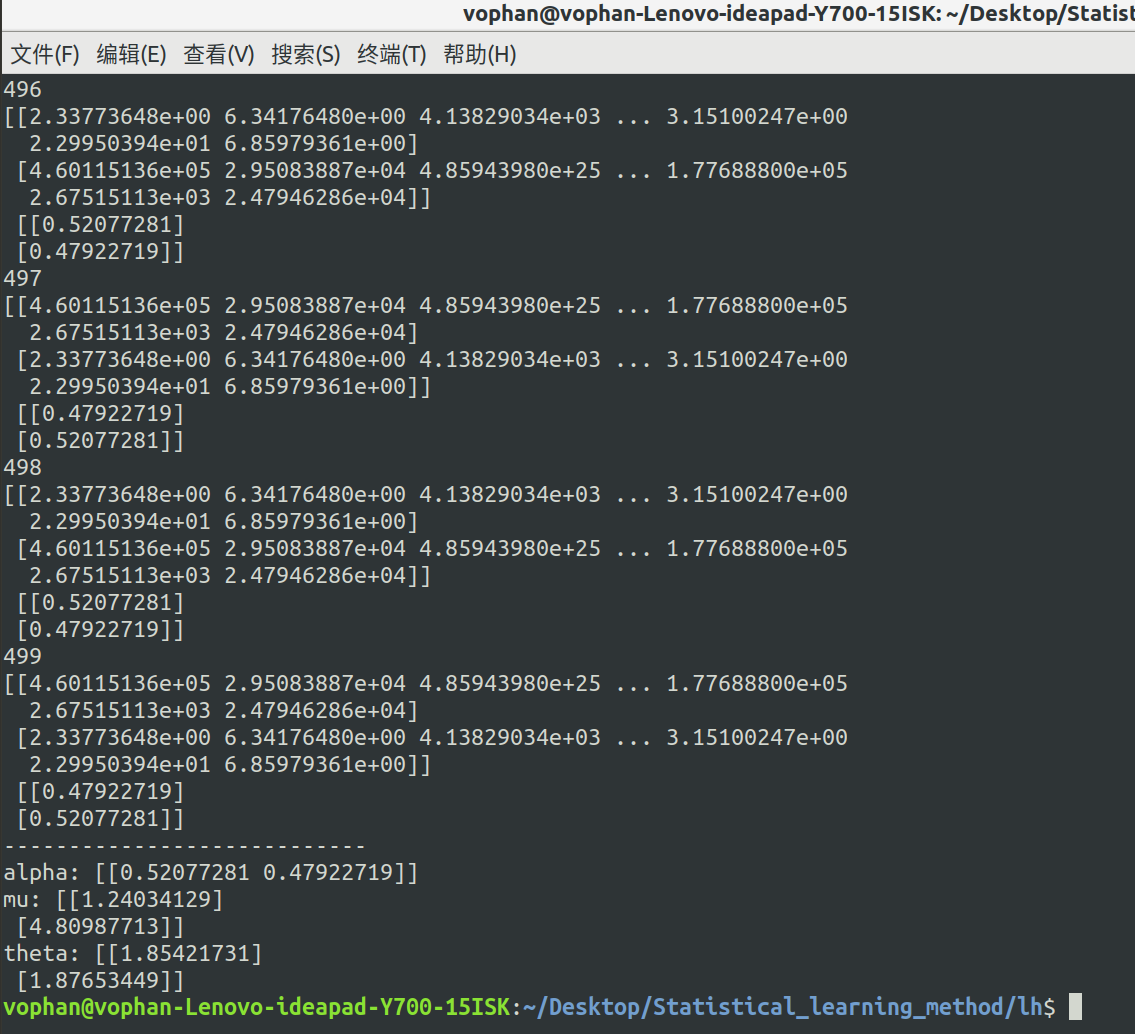 vophan@vophan-Lenovo-ideapad-Y700-15ISK: ~/Desktop/Statist
文件(F) 编辑(E) 查看(V) 搜索(S) 终端(T) 帮助(H)
496
[[2.33773648e+00 6.34176480e+00 4.13829034e+03 ... 3.15100247e+00
  2.29950394e+01 6.85979361e+00]
 [4.60115136e+05 2.95083887e+04 4.85943980e+25 ... 1.77688800e+05
  2.67515113e+03 2.47946286e+04]]
 [[0.52077281]
 [0.47922719]]
497
[[4.60115136e+05 2.95083887e+04 4.85943980e+25 ... 1.77688800e+05
  2.67515113e+03 2.47946286e+04]
 [2.33773648e+00 6.34176480e+00 4.13829034e+03 ... 3.15100247e+00
  2.29950394e+01 6.85979361e+00]]
 [[0.47922719]
 [0.52077281]]
498
[[2.33773648e+00 6.34176480e+00 4.13829034e+03 ... 3.15100247e+00
  2.29950394e+01 6.85979361e+00]
 [4.60115136e+05 2.95083887e+04 4.85943980e+25 ... 1.77688800e+05
  2.67515113e+03 2.47946286e+04]]
 [[0.52077281]
 [0.47922719]]
499
[[4.60115136e+05 2.95083887e+04 4.85943980e+25 ... 1.77688800e+05
  2.67515113e+03 2.47946286e+04]
 [2.33773648e+00 6.34176480e+00 4.13829034e+03 ... 3.15100247e+00
  2.29950394e+01 6.85979361e+00]]
 [[0.47922719]
 [0.52077281]]
----------------------------
alpha: [[0.52077281 0.47922719]]
mu: [[1.24034129]
 [4.80987713]]
theta: [[1.85421731]
 [1.87653449]]
vophan@vophan-Lenovo-ideapad-Y700-15ISK:~/Desktop/Statistical_learning_method/lh$